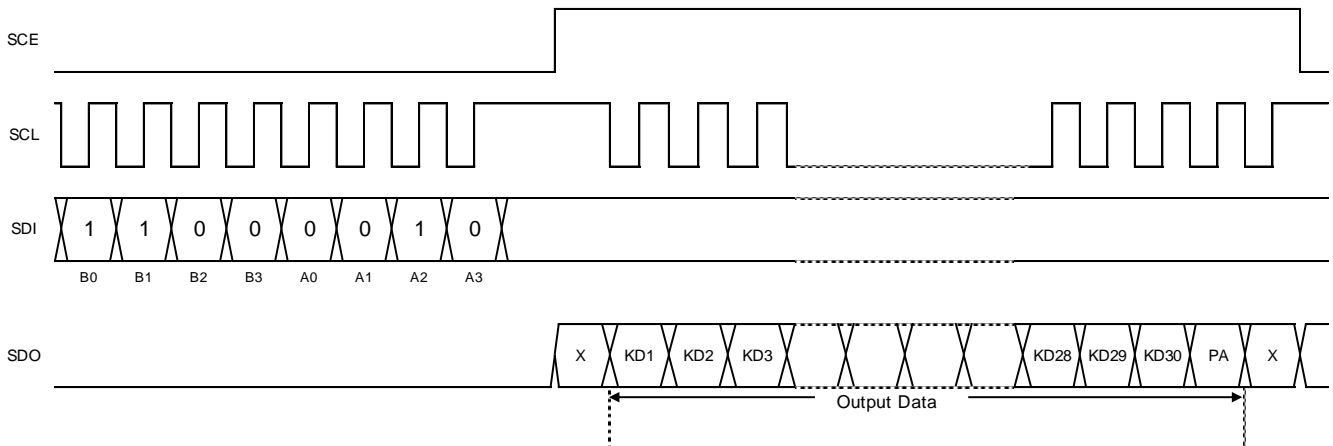 SCE
SCL
SDI
1 1 0 0 0 0 1 0
B0 B1 B2 B3 A0 A1 A2 A3
SDO
X KD1 KD2 KD3 KD28 KD29 KD30 PA X
Output Data